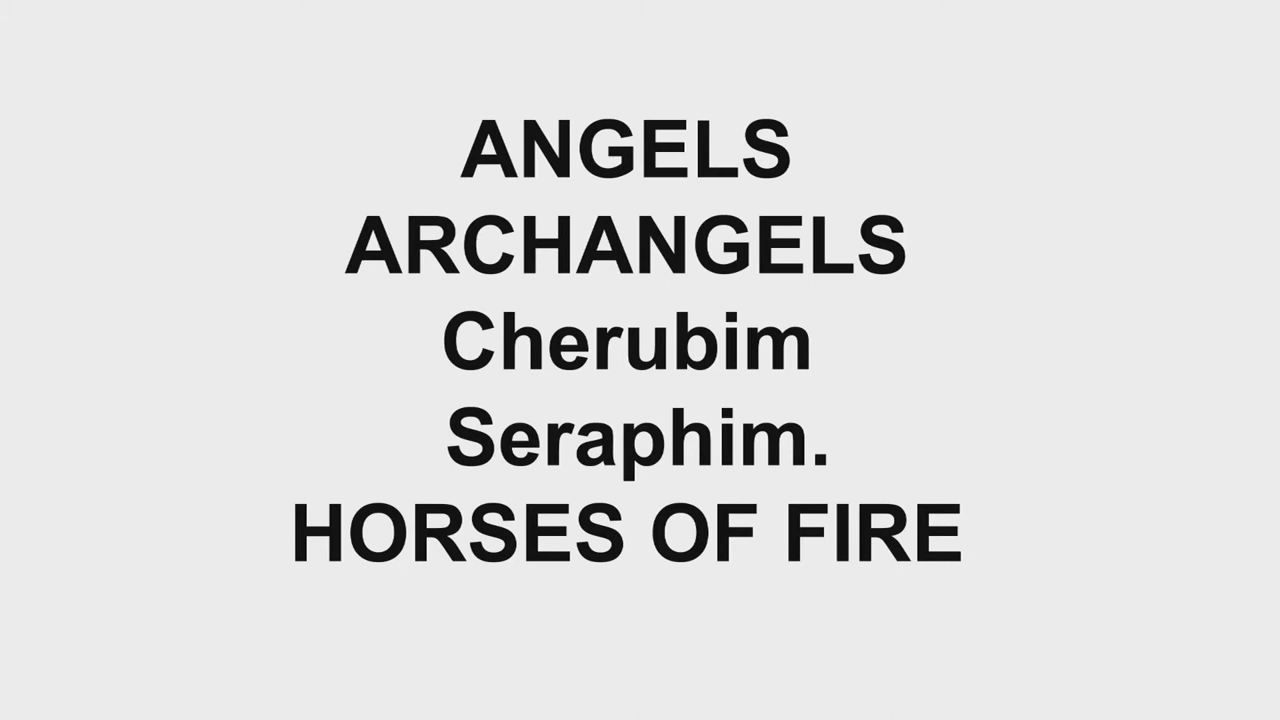 ANGELS
ARCHANGELS
Cherubim
Seraphim.
HORSES OF FIRE